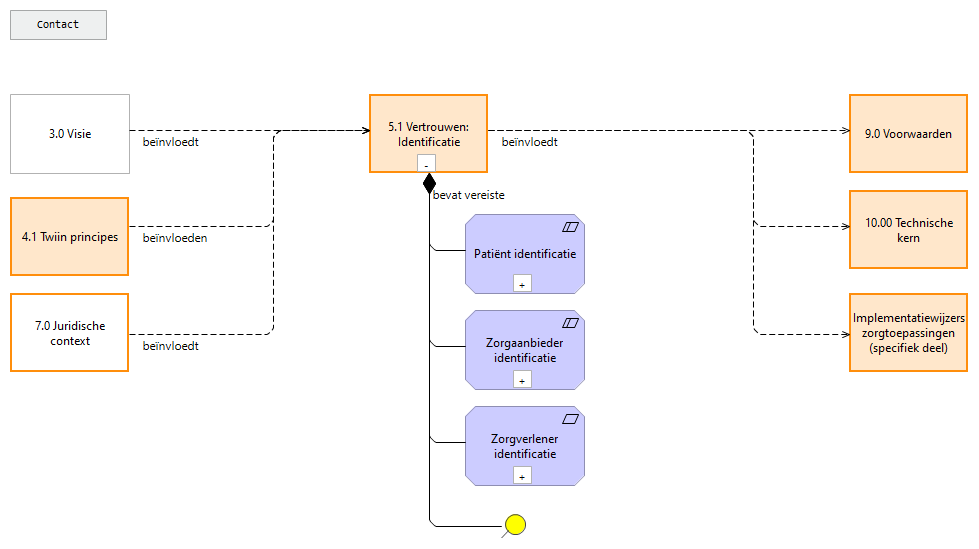 Contact
3.0 Visie
beïnvloedt
4.1 Twiin principes
beïnvloeden
7.0 Juridische
context
beïnvloedt
5.1 Vertrouwen:
Identificatie
-
beïnvloedt
bevat vereiste
Patiënt identificatie
+
Zorgaanbieder
identificatie
+
Zorgverlener
identificatie
+
9.0 Voorwaarden
10.00 Technische
kern
Implementatiewijzers
zorgtoepassingen
(specifiek deel)